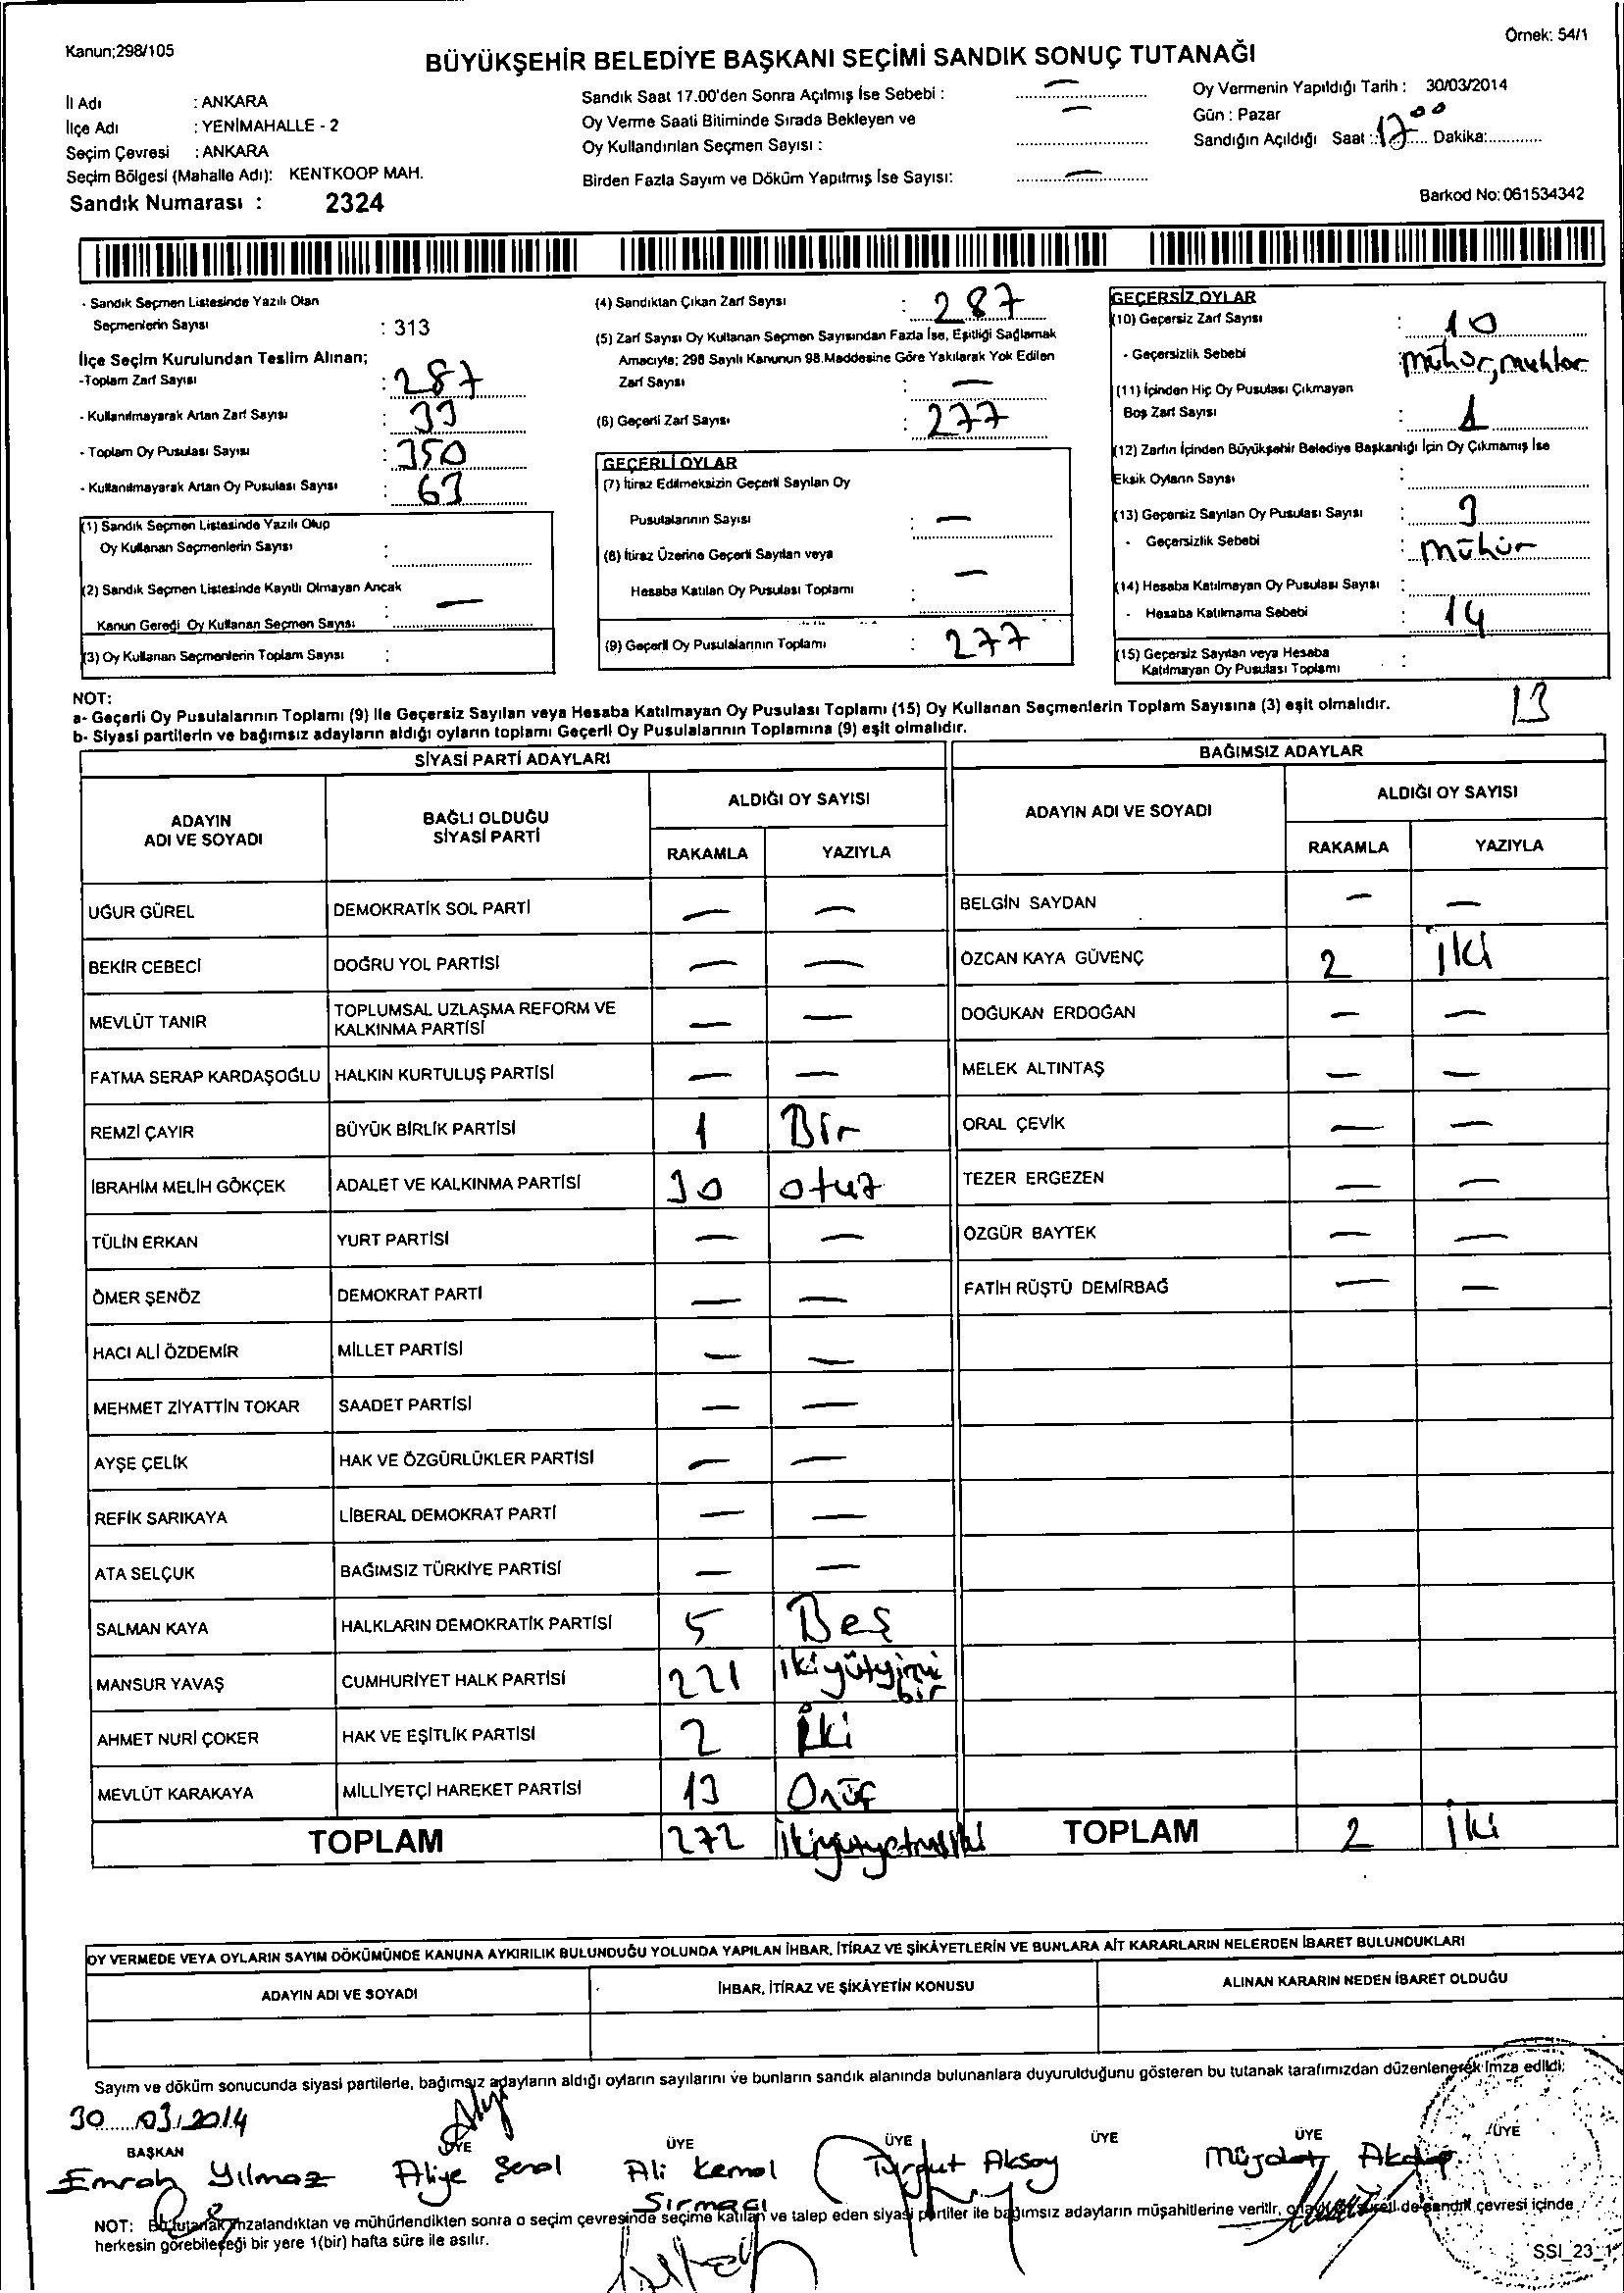 Kanun;298/105
Örnek: 54/1
BÜYÜKŞEHİR BELEDİYE BAŞKANI SEÇİMİ SANDIK SONUÇ TUTANAĞI
İl Adı : ANKARA
İlçe Adı : YENİMAHALLE - 2
Seçim Çevresi : ANKARA
Seçim Bölgesi (Mahalle Adı): KENTKOOP MAH.
Sandık Numarası : 2324
Sandık Saat 17.00'den Sonra Açılmış İse Sebebi : —
Oy Verme Saati Bitiminde Sırada Bekleyen ve —
Oy Kullandırılan Seçmen Sayısı :
Birden Fazla Sayım ve Döküm Yapılmış İse Sayısı: —
Oy Vermenin Yapıldığı Tarih : 30/03/2014
Gün : Pazar
Sandığın Açıldığı Saat : 17 00 Dakika:
Barkod No: 061534342
- Sandık Seçmen Listesinde Yazılı Olan
Seçmenlerin Sayısı : 313
İlçe Seçim Kurulundan Teslim Alınan;
-Toplam Zarf Sayısı : 287
- Kullanılmayarak Artan Zarf Sayısı : 33
- Toplam Oy Pusulası Sayısı : 350
- Kullanılmayarak Artan Oy Pusulası Sayısı : 63
(1) Sandık Seçmen Listesinde Yazılı Olup
Oy Kullanan Seçmenlerin Sayısı :
(2) Sandık Seçmen Listesinde Kayıtlı Olmayan Ancak
Kanun Gereği Oy Kullanan Seçmen Sayısı : —
(3) Oy Kullanan Seçmenlerin Toplam Sayısı :
(4) Sandıktan Çıkan Zarf Sayısı : 287
(5) Zarf Sayısı Oy Kullanan Seçmen Sayısından Fazla İse, Eşitliği Sağlamak
Amacıyla; 298 Sayılı Kanunun 98.Maddesine Göre Yakılarak Yok Edilen
Zarf Sayısı : —
(6) Geçerli Zarf Sayısı : 277
GEÇERLİ OYLAR
(7) İtiraz Edilmeksizin Geçerli Sayılan Oy
Pusulalarının Sayısı : —
(8) İtiraz Üzerine Geçerli Sayılan veya
Hesaba Katılan Oy Pusulası Toplamı : —
(9) Geçerli Oy Pusulalarının Toplamı : 277
GEÇERSİZ OYLAR
(10) Geçersiz Zarf Sayısı : 10
- Geçersizlik Sebebi mühür, muhtar
(11) İçinden Hiç Oy Pusulası Çıkmayan
Boş Zarf Sayısı : 1
(12) Zarfın İçinden Büyükşehir Belediye Başkanlığı İçin Oy Çıkmamış İse
Eksik Oyların Sayısı :
(13) Geçersiz Sayılan Oy Pusulası Sayısı : 3
- Geçersizlik Sebebi : mühür
(14) Hesaba Katılmayan Oy Pusulası Sayısı :
- Hesaba Katılmama Sebebi : 14
(15) Geçersiz Sayılan veya Hesaba
Katılmayan Oy Pusulası Toplamı :
13
NOT:
a- Geçerli Oy Pusulalarının Toplamı (9) ile Geçersiz Sayılan veya Hesaba Katılmayan Oy Pusulası Toplamı (15) Oy Kullanan Seçmenlerin Toplam Sayısına (3) eşit olmalıdır.
b- Siyasi partilerin ve bağımsız adayların aldığı oyların toplamı Geçerli Oy Pusulalarının Toplamına (9) eşit olmalıdır.
SİYASİ PARTİ ADAYLARI
BAĞIMSIZ ADAYLAR
ADAYIN ADI VE SOYADI
BAĞLI OLDUĞU SİYASİ PARTİ
ALDIĞI OY SAYISI
RAKAMLA YAZIYLA
ADAYIN ADI VE SOYADI
ALDIĞI OY SAYISI
RAKAMLA YAZIYLA
UĞUR GÜREL DEMOKRATİK SOL PARTİ — — BELGİN SAYDAN — —
BEKİR CEBECİ DOĞRU YOL PARTİSİ — — ÖZCAN KAYA GÜVENÇ 2 İki
MEVLÜT TANIR TOPLUMSAL UZLAŞMA REFORM VE KALKINMA PARTİSİ — — DOĞUKAN ERDOĞAN — —
FATMA SERAP KARDAŞOĞLU HALKIN KURTULUŞ PARTİSİ — — MELEK ALTINTAŞ — —
REMZİ ÇAYIR BÜYÜK BİRLİK PARTİSİ 1 Bir ORAL ÇEVİK — —
İBRAHİM MELİH GÖKÇEK ADALET VE KALKINMA PARTİSİ 30 otuz TEZER ERGEZEN — —
TÜLİN ERKAN YURT PARTİSİ — — ÖZGÜR BAYTEK — —
ÖMER ŞENÖZ DEMOKRAT PARTİ — — FATİH RÜŞTÜ DEMİRBAĞ — —
HACI ALİ ÖZDEMİR MİLLET PARTİSİ — —
MEHMET ZİYATTİN TOKAR SAADET PARTİSİ — —
AYŞE ÇELİK HAK VE ÖZGÜRLÜKLER PARTİSİ — —
REFİK SARIKAYA LİBERAL DEMOKRAT PARTİ — —
ATA SELÇUK BAĞIMSIZ TÜRKİYE PARTİSİ — —
SALMAN KAYA HALKLARIN DEMOKRATİK PARTİSİ 5 Beş
MANSUR YAVAŞ CUMHURİYET HALK PARTİSİ 221 ikiyüzyirmi bir
AHMET NURİ ÇOKER HAK VE EŞİTLİK PARTİSİ 2 İki
MEVLÜT KARAKAYA MİLLİYETÇİ HAREKET PARTİSİ 13 Onüç
TOPLAM 272 İkiyüzyetmişiki TOPLAM 2 İki
OY VERMEDE VEYA OYLARIN SAYIM DÖKÜMÜNDE KANUNA AYKIRILIK BULUNDUĞU YOLUNDA YAPILAN İHBAR, İTİRAZ VE ŞİKÂYETLERİN VE BUNLARA AİT KARARLARIN NELERDEN İBARET BULUNDUKLARI
ADAYIN ADI VE SOYADI İHBAR, İTİRAZ VE ŞİKÂYETİN KONUSU ALINAN KARARIN NEDEN İBARET OLDUĞU
Sayım ve döküm sonucunda siyasi partilerle, bağımsız adayların aldığı oyların sayılarını ve bunların sandık alanında bulunanlara duyurulduğunu gösteren bu tutanak tarafımızdan düzenlenerek imza edildi;
30 03/2014
BAŞKAN ÜYE ÜYE ÜYE ÜYE ÜYE ÜYE
Emrah Yılmaz Aliye Şenol Ali Kemal Turgut Aksoy Müjdat
Sırmacı
NOT: Bu tutanak imzalandıktan ve mühürlendikten sonra o seçim çevresinde seçime katılan ve talep eden siyasi partiler ile bağımsız adayların müşahitlerine verilir, de sandık çevresi içinde
herkesin görebileceği bir yere 1(bir) hafta süre ile asılır.
SSI_23_1